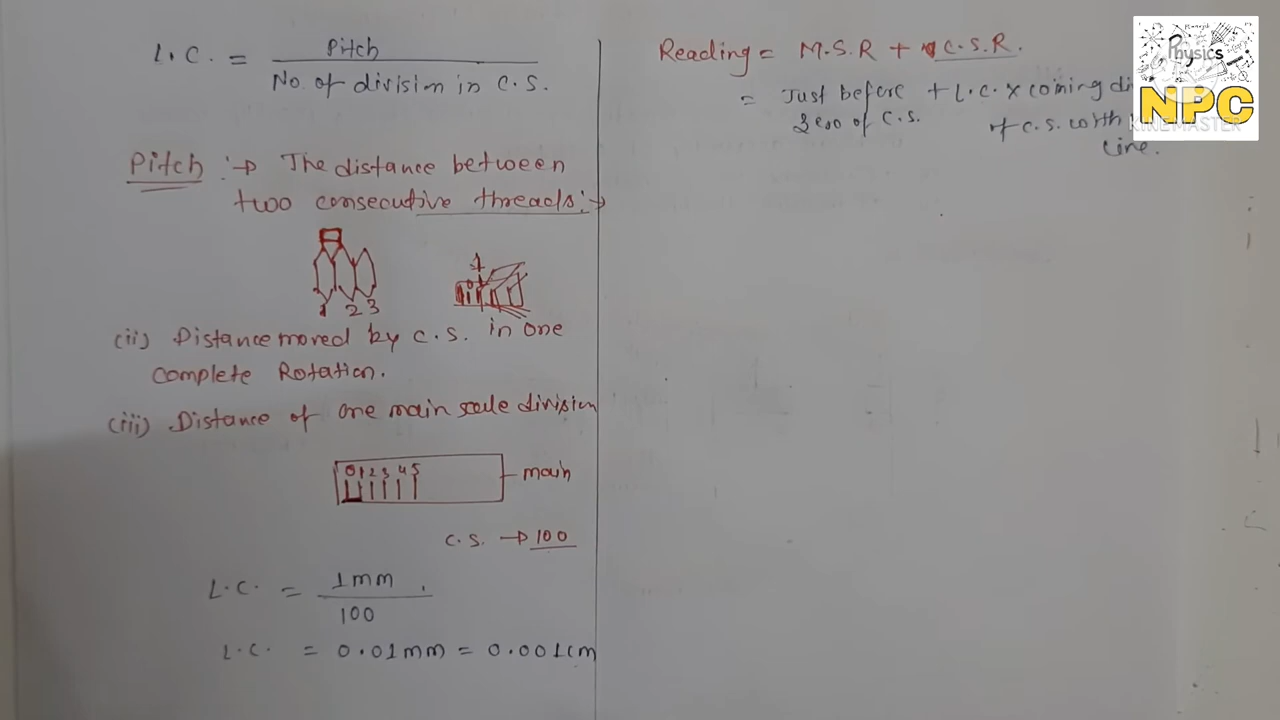 L.C. = Pitch
No. of division in C.S.
Pitch :→ The distance between
two consecutive threads:→
1 2 3
(ii) Distance moved by C.S. in one
complete Rotation.
(iii) Distance of one main scale division
0 1 2 3 4 5
main
C.S. → 100
L.C. = 1mm
100
L.C. = 0.01mm = 0.001cm
Reading = M.S.R + C.S.R.
= Just before + L.C. × coming di
zero of C.S. of C.S. with
Line.
Physics
NPC
KINEMASTER